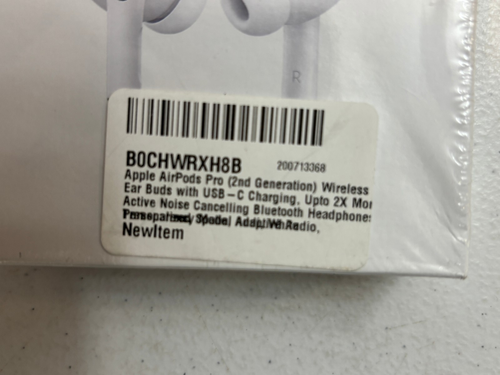 R
B0CHWRXH8B 200713368
Apple AirPods Pro (2nd Generation) Wireless
Ear Buds with USB-C Charging, Upto 2X Mor
Active Noise Cancelling Bluetooth Headphones
NewItem